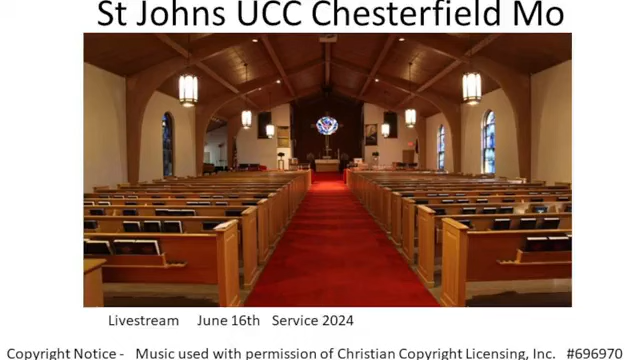 St Johns UCC Chesterfield Mo
Livestream June 16th Service 2024
Copyright Notice - Music used with permission of Christian Copyright Licensing, Inc. #696970